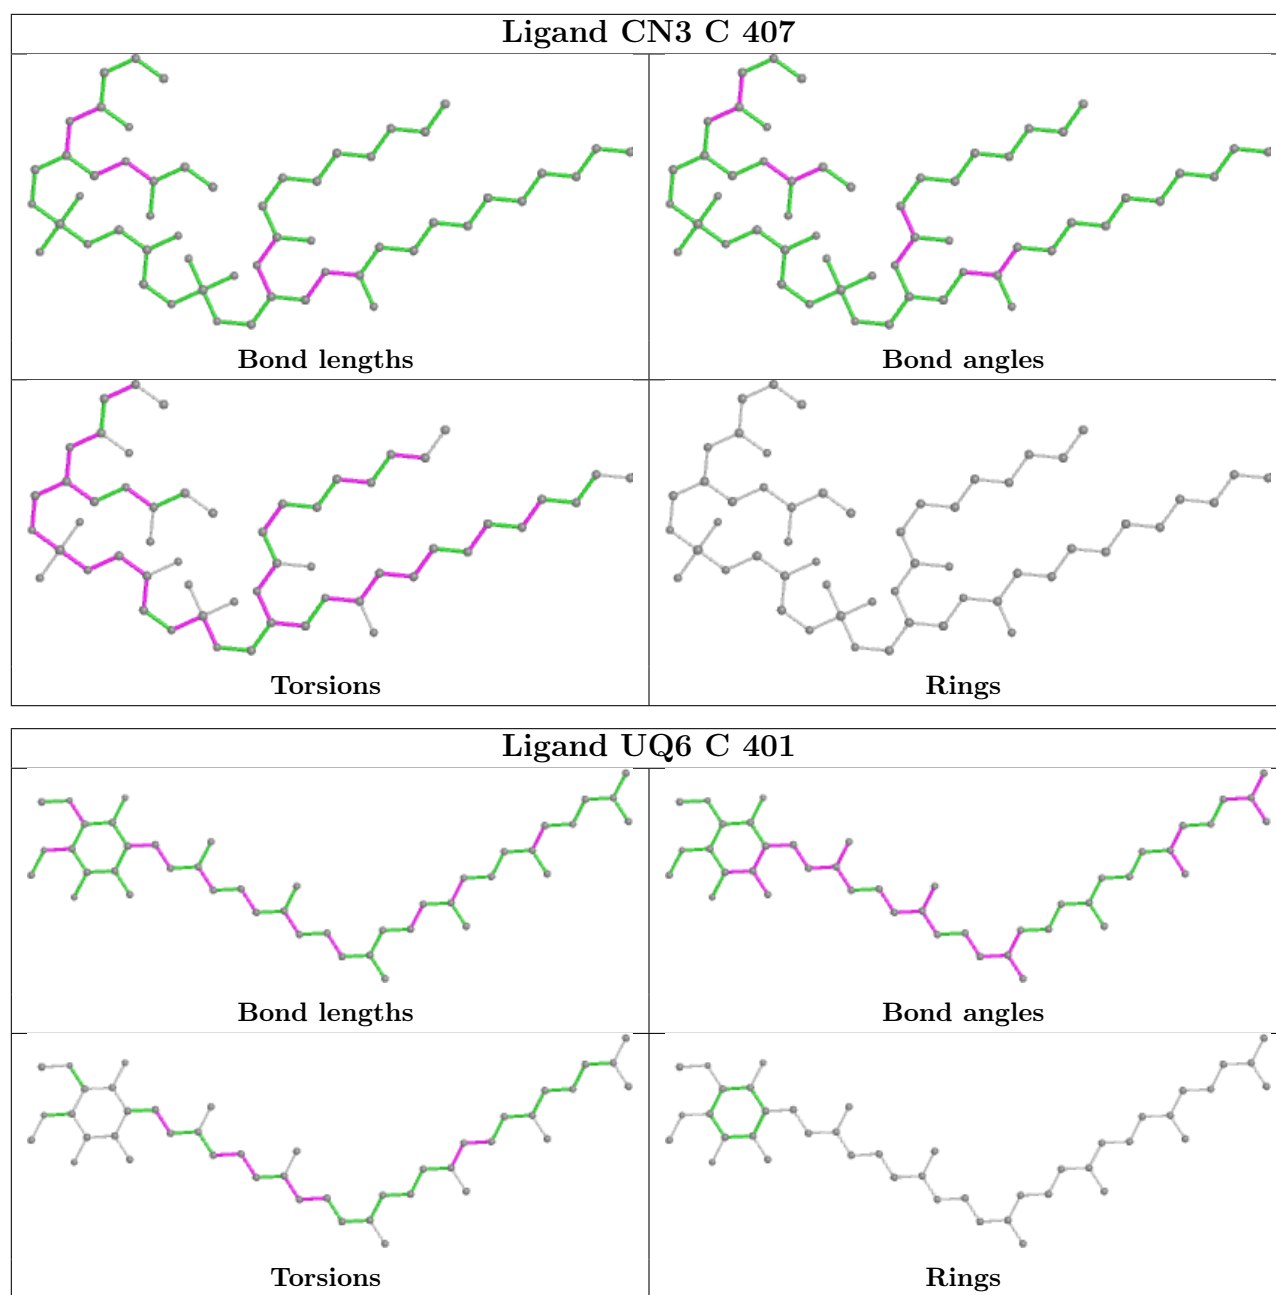 Ligand CN3 C 407
Bond lengths
Bond angles
Torsions
Rings
Ligand UQ6 C 401
Bond lengths
Bond angles
Torsions
Rings